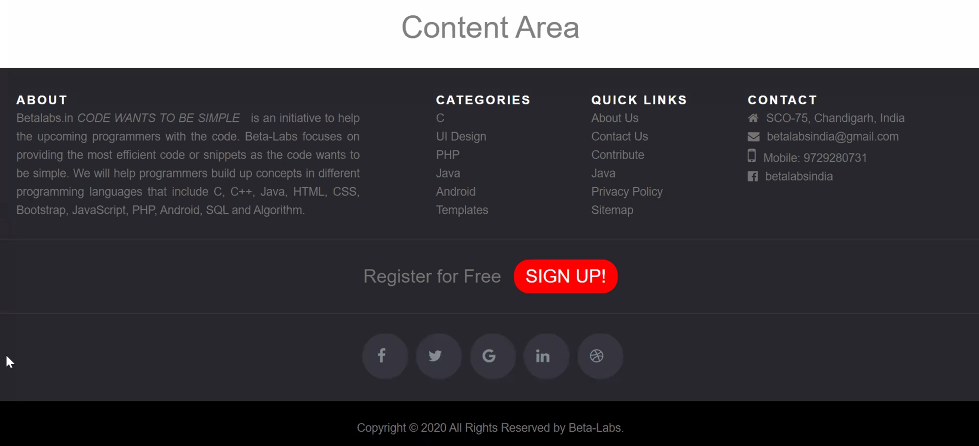 Content Area
ABOUT
Betalabs.in CODE WANTS TO BE SIMPLE is an initiative to help
the upcoming programmers with the code. Beta-Labs focuses on
providing the most efficient code or snippets as the code wants to
be simple. We will help programmers build up concepts in different
programming languages that include C, C++, Java, HTML, CSS,
Bootstrap, JavaScript, PHP, Android, SQL and Algorithm.
CATEGORIES
C
UI Design
PHP
Java
Android
Templates
QUICK LINKS
About Us
Contact Us
Contribute
Java
Privacy Policy
Sitemap
CONTACT
SCO-75, Chandigarh, India
betalabsindia@gmail.com
Mobile: 9729280731
betalabsindia
Register for Free SIGN UP!
Copyright © 2020 All Rights Reserved by Beta-Labs.